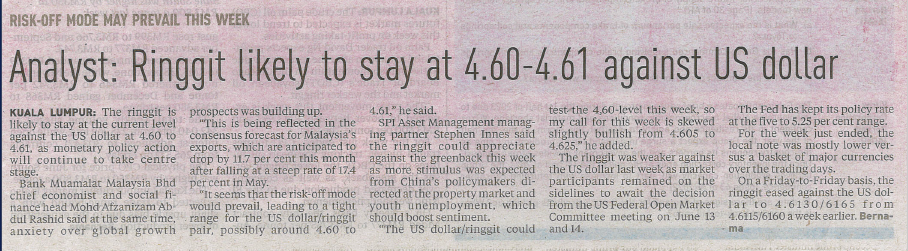 RISK-OFF MODE MAY PREVAIL THIS WEEK
Analyst: Ringgit likely to stay at 4.60-4.61 against US dollar
KUALA LUMPUR: The ringgit is
likely to stay at the current level
against the US dollar at 4.60 to
4.61, as monetary policy action
will continue to take centre
stage.
Bank Muamalat Malaysia Bhd
chief economist and social fi-
nance head Mohd Afzanizam Ab-
dul Rashid said at the same time,
anxiety over global growth
prospects was building up.
"This is being reflected in the
consensus forecast for Malaysia's
exports, which are anticipated to
drop by 11.7 per cent this month
after falling at a steep rate of 17.4
per cent in May.
"It seems that the risk-off mode
would prevail, leading to a tight
range for the US dollar/ringgit
pair, possibly around 4.60 to
4.61," he said.
SPI Asset Management manag-
ing partner Stephen Innes said
the ringgit could appreciate
against the greenback this week
as more stimulus was expected
from China's policymakers di-
rected at the property market and
youth unemployment, which
should boost sentiment.
"The US dollar/ringgit could
test the 4.60-level this week, so
my call for this week is skewed
slightly bullish from 4.605 to
4.625," he added.
The ringgit was weaker against
the US dollar last week as market
participants remained on the
sidelines to await the decision
from the US Federal Open Market
Committee meeting on June 13
and 14.
The Fed has kept its policy rate
at the five to 5.25 per cent range.
For the week just ended, the
local note was mostly lower ver-
sus a basket of major currencies
over the trading days.
On a Friday-to-Friday basis, the
ringgit eased against the US dol-
lar to 4.6130/6165 from
4.6115/6160 a week earlier. Berna-
ma